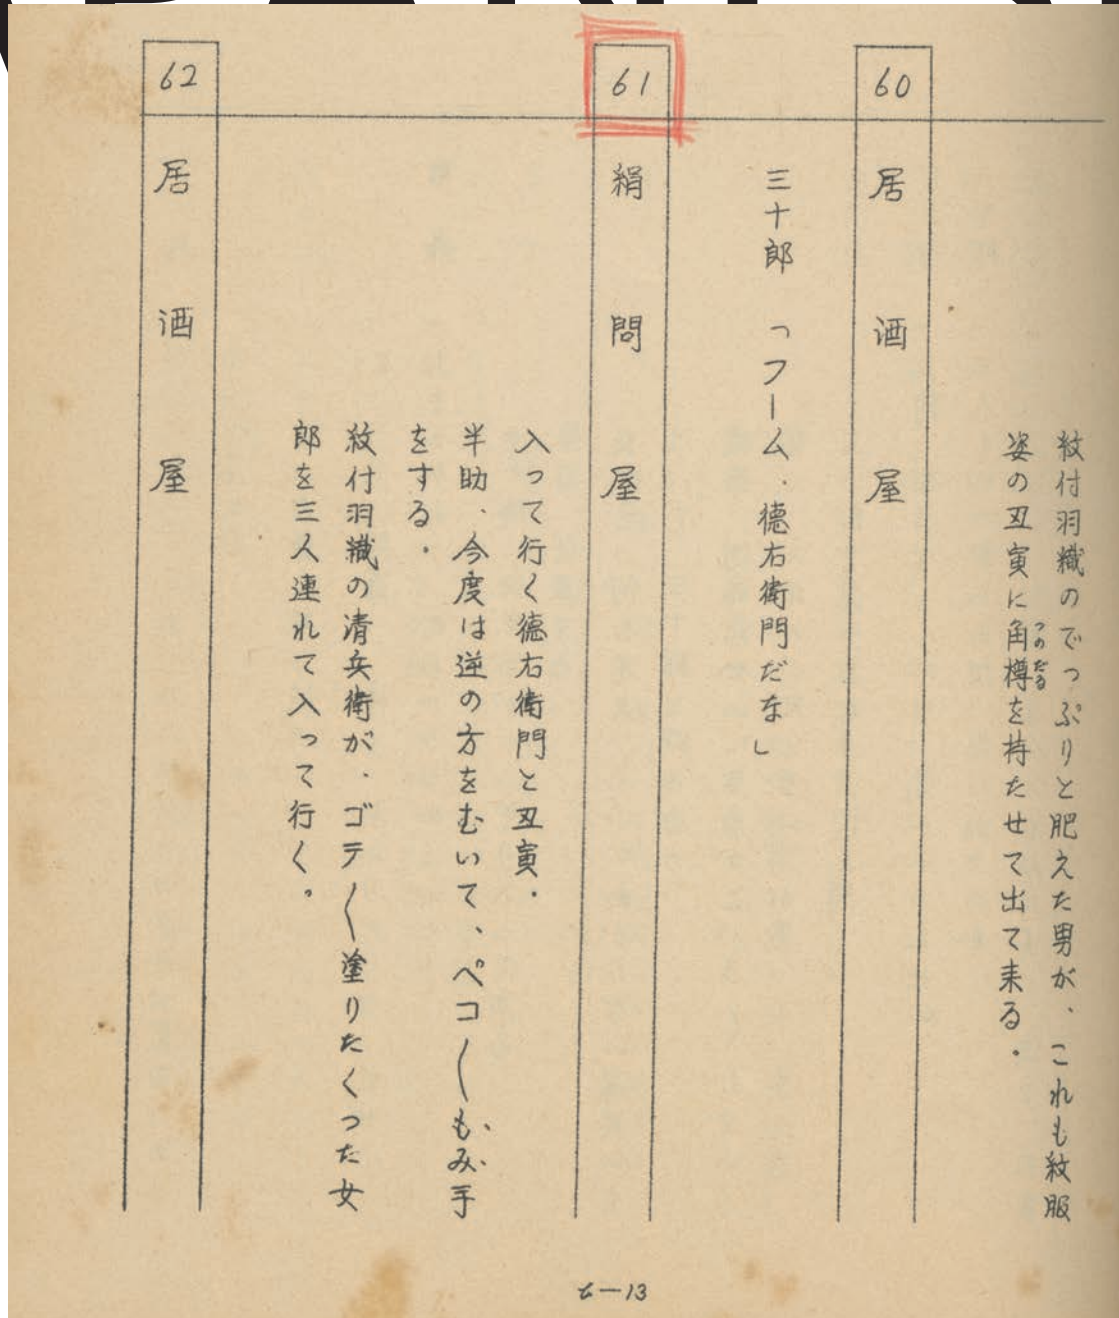 紋付羽織のでっぷりと肥えた男が、これも紋服
姿の丑寅に角樽を持たせて出て来る。
つのだる
60
居酒屋
三十郎 「フーム、徳右衛門だな」
61
絹問屋
入って行く徳右衛門と丑寅。
半助、今度は逆の方をむいて、ペコ〱もみ手
をする。
紋付羽織の清兵衛が、ゴテ〱塗りたくった女
郎を三人連れて入って行く。
62
居酒屋